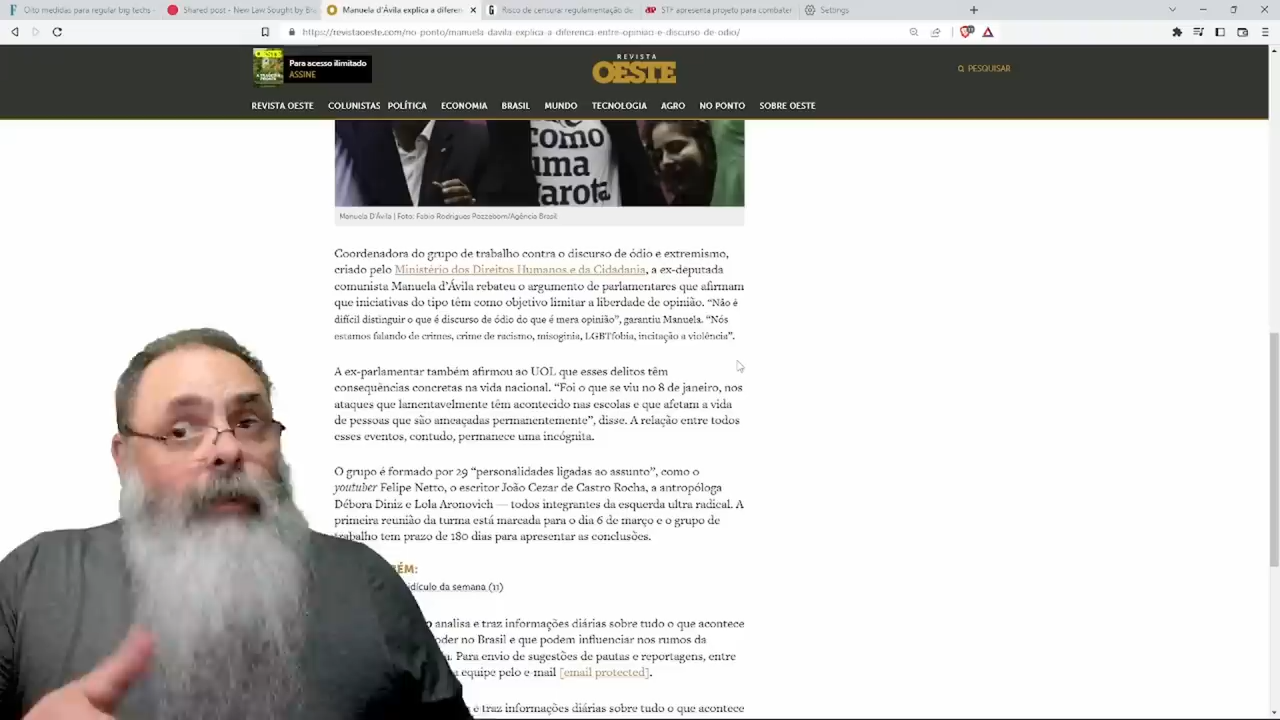 Oito medidas para regular big techs -
Shared post - New Law Sought by Bra
Manuela d'Ávila explica a diferen
Risco de censura: regulamentação de
STF apresenta projeto para combater
Settings
https://revistaoeste.com/no-ponto/manuela-davila-explica-a-diferenca-entre-opiniao-e-discurso-de-odio/
Para acesso ilimitado
ASSINE
REVISTA
OESTE
PESQUISAR
REVISTA OESTE COLUNISTAS POLÍTICA ECONOMIA BRASIL MUNDO TECNOLOGIA AGRO NO PONTO SOBRE OESTE
como
uma
garota
Manuela D'Ávila | Foto: Fabio Rodrigues Pozzebom/Agência Brasil
Coordenadora do grupo de trabalho contra o discurso de ódio e extremismo,
criado pelo Ministério dos Direitos Humanos e da Cidadania, a ex-deputada
comunista Manuela d'Ávila rebateu o argumento de parlamentares que afirmam
que iniciativas do tipo têm como objetivo limitar a liberdade de opinião. “Não é
difícil distinguir o que é discurso de ódio do que é mera opinião”, garantiu Manuela. “Nós
estamos falando de crimes, crime de racismo, misoginia, LGBTfobia, incitação a violência”.
A ex-parlamentar também afirmou ao UOL que esses delitos têm
consequências concretas na vida nacional. “Foi o que se viu no 8 de janeiro, nos
ataques que lamentavelmente têm acontecido nas escolas e que afetam a vida
de pessoas que são ameaçadas permanentemente”, disse. A relação entre todos
esses eventos, contudo, permanece uma incógnita.
O grupo é formado por 29 “personalidades ligadas ao assunto”, como o
youtuber Felipe Netto, o escritor João Cezar de Castro Rocha, a antropóloga
Débora Diniz e Lola Aronovich — todos integrantes da esquerda ultra radical. A
primeira reunião da turma está marcada para o dia 6 de março e o grupo de
trabalho tem prazo de 180 dias para apresentar as conclusões.
ÉM:
idículo da semana (11)
o analisa e traz informações diárias sobre tudo o que acontece
oder no Brasil e que podem influenciar nos rumos da
Para envio de sugestões de pautas e reportagens, entre
a equipe pelo e-mail [email protected].
e traz informações diárias sobre tudo o que acontece